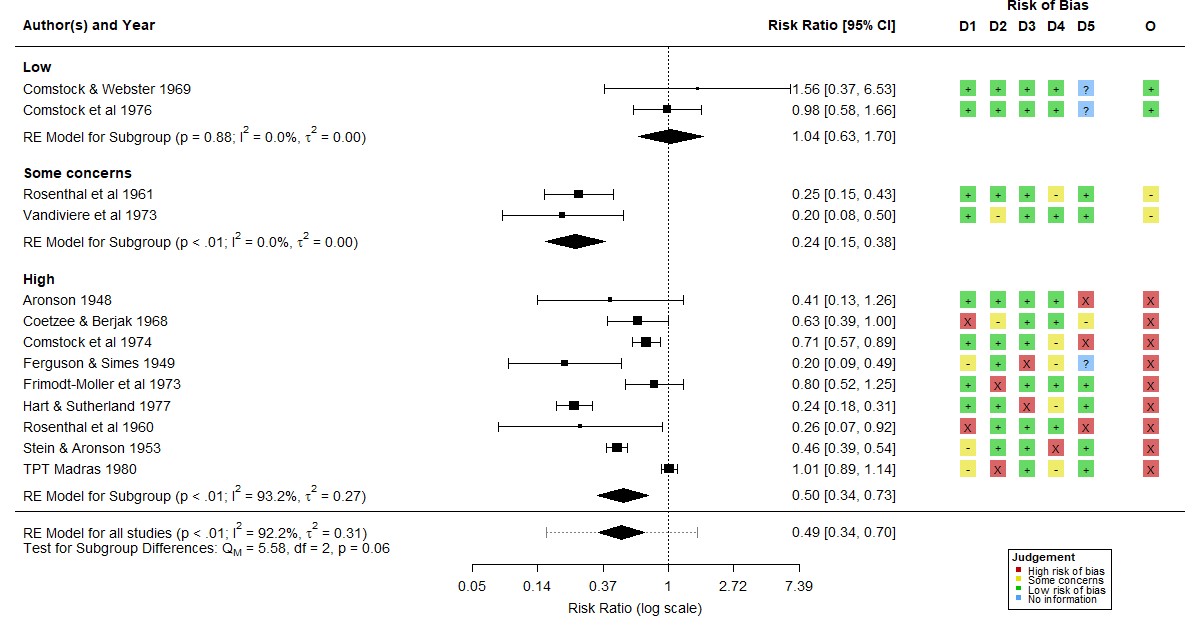 Risk of Bias
Author(s) and Year Risk Ratio [95% CI] D1 D2 D3 D4 D5 O
Low
Comstock & Webster 1969 1.56 [0.37, 6.53] + + + + ? +
Comstock et al 1976 0.98 [0.58, 1.66] + + + + ? +
RE Model for Subgroup (p = 0.88; I² = 0.0%, τ² = 0.00) 1.04 [0.63, 1.70]
Some concerns
Rosenthal et al 1961 0.25 [0.15, 0.43] + + + - + -
Vandiviere et al 1973 0.20 [0.08, 0.50] + - + + + -
RE Model for Subgroup (p < .01; I² = 0.0%, τ² = 0.00) 0.24 [0.15, 0.38]
High
Aronson 1948 0.41 [0.13, 1.26] + + + + X X
Coetzee & Berjak 1968 0.63 [0.39, 1.00] X - + + - X
Comstock et al 1974 0.71 [0.57, 0.89] + + + - X X
Ferguson & Simes 1949 0.20 [0.09, 0.49] - + X - ? X
Frimodt-Moller et al 1973 0.80 [0.52, 1.25] + X + + + X
Hart & Sutherland 1977 0.24 [0.18, 0.31] + + X - + X
Rosenthal et al 1960 0.26 [0.07, 0.92] X + + + X X
Stein & Aronson 1953 0.46 [0.39, 0.54] - + + X + X
TPT Madras 1980 1.01 [0.89, 1.14] - X + - + X
RE Model for Subgroup (p < .01; I² = 93.2%, τ² = 0.27) 0.50 [0.34, 0.73]
RE Model for all studies (p < .01; I² = 92.2%, τ² = 0.31) 0.49 [0.34, 0.70]
Test for Subgroup Differences: Q_M = 5.58, df = 2, p = 0.06
0.05 0.14 0.37 1 2.72 7.39
Risk Ratio (log scale)
Judgement
High risk of bias
Some concerns
Low risk of bias
No information